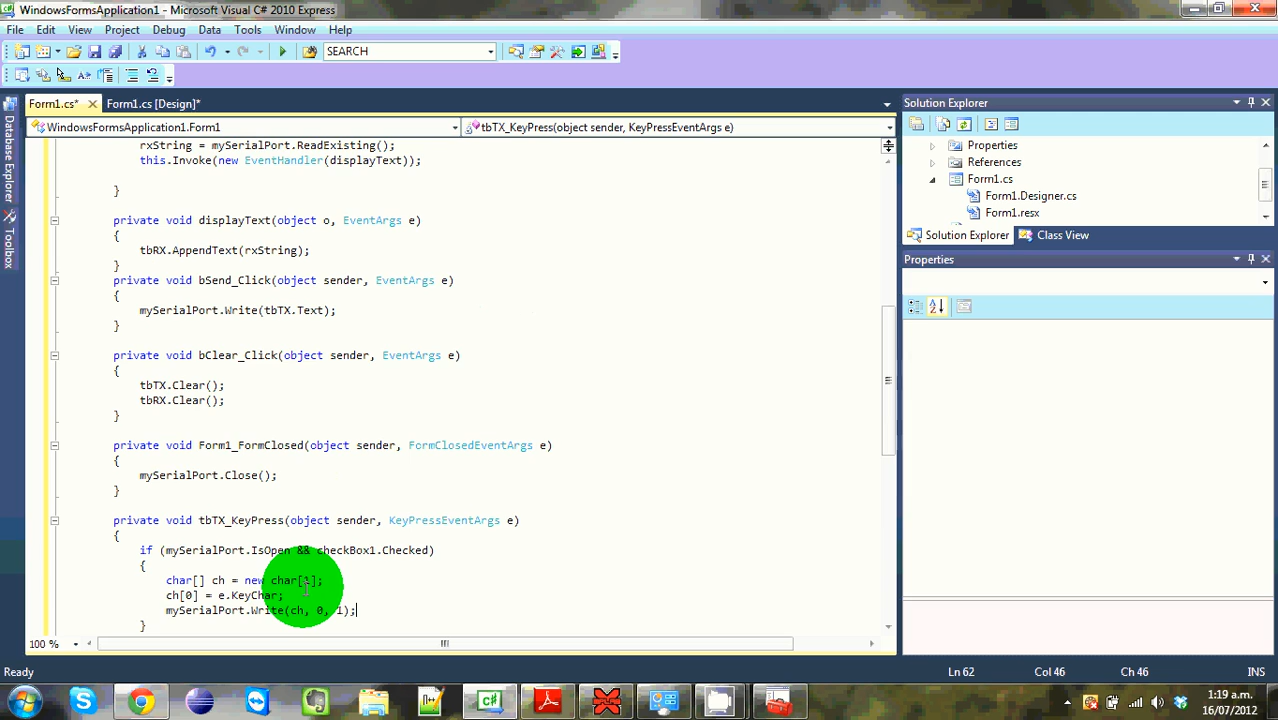 WindowsFormsApplication1 - Microsoft Visual C# 2010 Express
File Edit View Project Debug Data Tools Window Help
SEARCH
Form1.cs* Form1.cs [Design]*
WindowsFormsApplication1.Form1 tbTX_KeyPress(object sender, KeyPressEventArgs e)
Database Explorer
Toolbox
rxString = mySerialPort.ReadExisting();
this.Invoke(new EventHandler(displayText));
}
private void displayText(object o, EventArgs e)
{
tbRX.AppendText(rxString);
}
private void bSend_Click(object sender, EventArgs e)
{
mySerialPort.Write(tbTX.Text);
}
private void bClear_Click(object sender, EventArgs e)
{
tbTX.Clear();
tbRX.Clear();
}
private void Form1_FormClosed(object sender, FormClosedEventArgs e)
{
mySerialPort.Close();
}
private void tbTX_KeyPress(object sender, KeyPressEventArgs e)
{
if (mySerialPort.IsOpen && checkBox1.Checked)
{
char[] ch = new char[1];
ch[0] = e.KeyChar;
mySerialPort.Write(ch, 0, 1);
}
100 %
Solution Explorer
Properties
References
Form1.cs
Form1.Designer.cs
Form1.resx
Solution Explorer Class View
Properties
Ready Ln 62 Col 46 Ch 46 INS
1:19 a.m.
16/07/2012